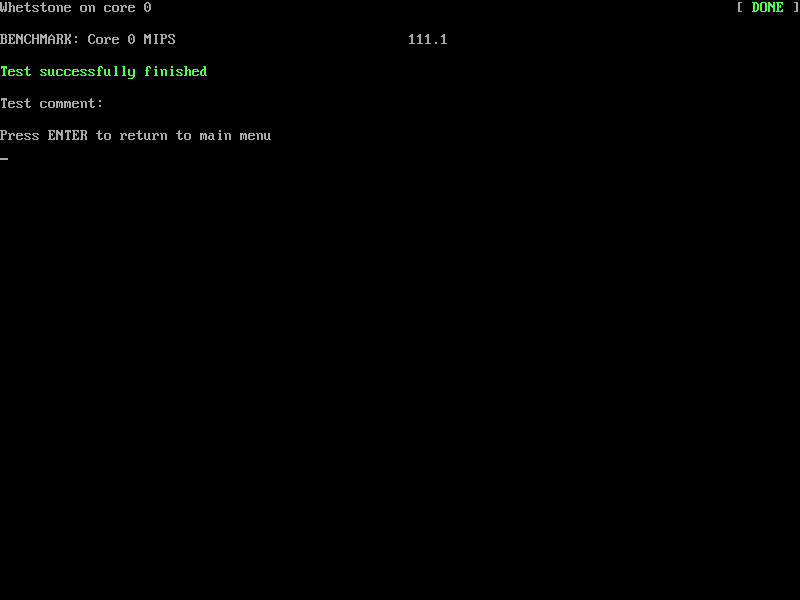 Whetstone on core 0 [ DONE ]
BENCHMARK: Core 0 MIPS 111.1
Test successfully finished
Test comment:
Press ENTER to return to main menu